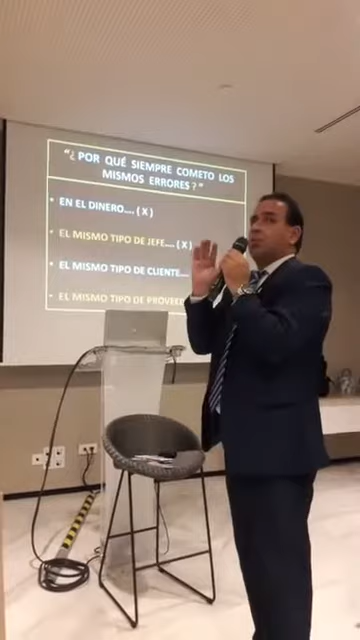 "¿POR QUÉ SIEMPRE COMETO LOS
MISMOS ERRORES?"
• EN EL DINERO.... ( X )
• EL MISMO TIPO DE JEFE....( X )
• EL MISMO TIPO DE CLIENTE....
• EL MISMO TIPO DE